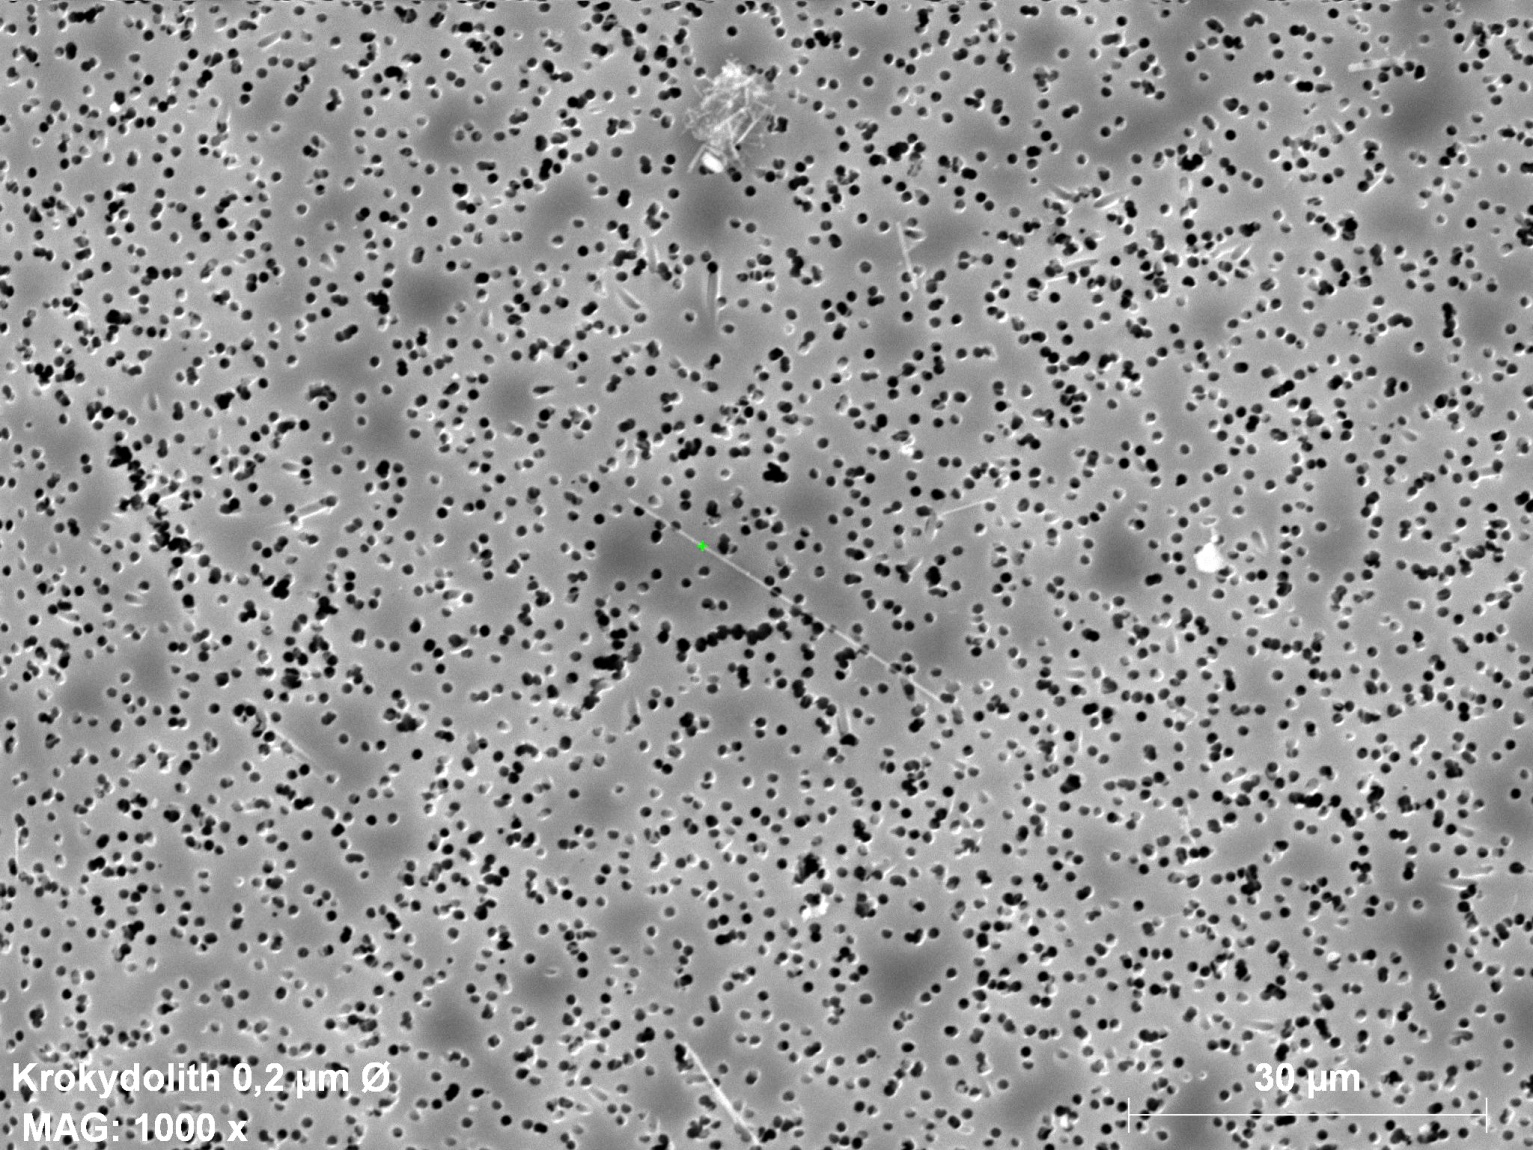 Krokydolith 0,2 µm Ø
MAG: 1000 x
30 µm